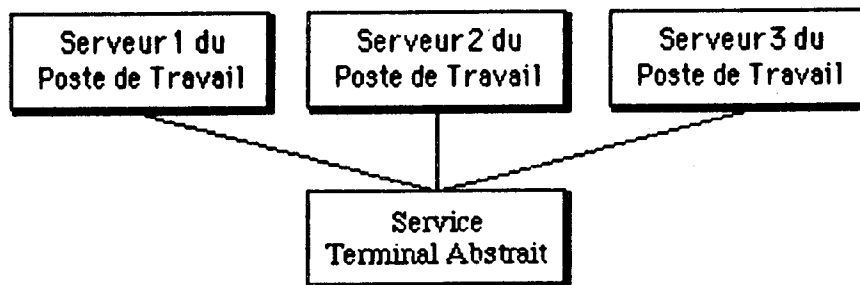 Serveur 1 du
Poste de Travail
Serveur 2 du
Poste de Travail
Serveur 3 du
Poste de Travail
Service
Terminal Abstrait